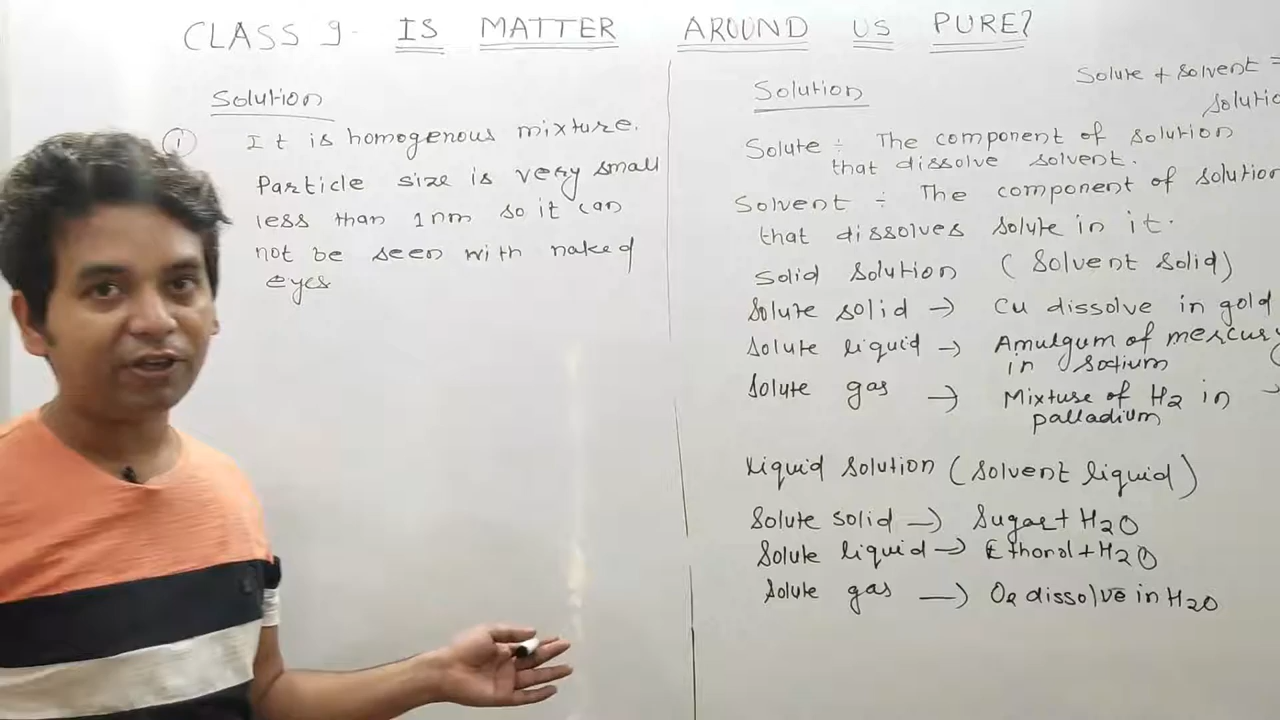 CLASS 9- IS MATTER AROUND US PURE?
Solution
① It is homogenous mixture.
Particle size is very small
less than 1nm so it can
not be seen with naked
eyes
Solute + solvent =
Solutio
Solution
Solute ÷ The component of solution
that dissolve solvent.
Solvent ÷ The component of solution
that dissolves solute in it.
Solid solution (Solvent solid)
Solute solid → Cu dissolve in gold
Solute liquid → Amulgum of mercury
in sodium
Solute gas → Mixture of H2 in
palladium
Liquid solution (solvent liquid)
Solute solid → Sugar + H2O
Solute liquid → Ethonol + H2O
Solute gas → O2 dissolve in H2O